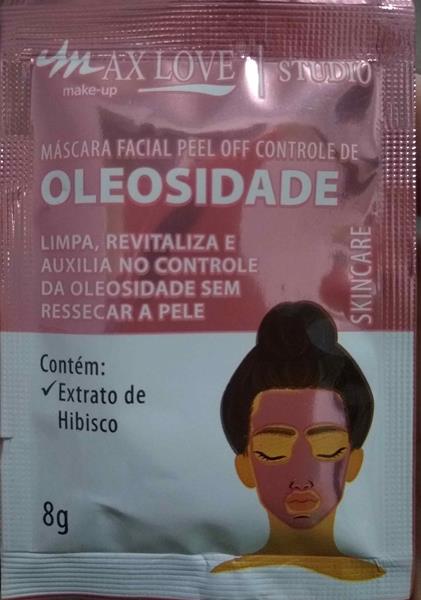 MAX LOVE | STUDIO
make-up
MÁSCARA FACIAL PEEL OFF CONTROLE DE
OLEOSIDADE
LIMPA, REVITALIZA E
AUXILIA NO CONTROLE
DA OLEOSIDADE SEM
RESSECAR A PELE
SKINCARE
Contém:
✓Extrato de
Hibisco
8g